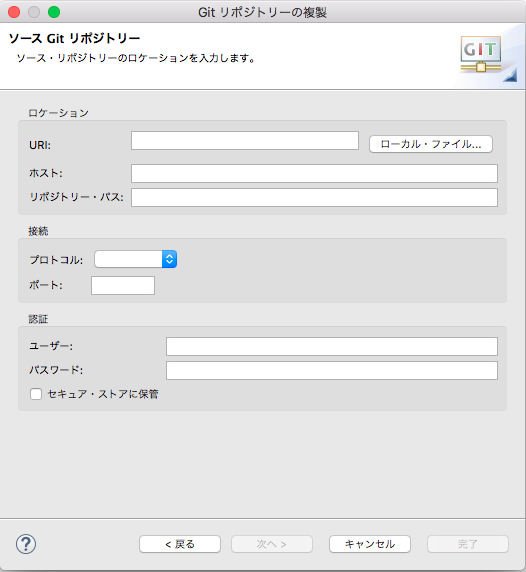 Git リポジトリーの複製
ソース Git リポジトリー
ソース・リポジトリーのロケーションを入力します。
GIT
ロケーション
URI:
ローカル・ファイル...
ホスト:
リポジトリー・パス:
接続
プロトコル:
ポート:
認証
ユーザー:
パスワード:
セキュア・ストアに保管
?
< 戻る
次へ >
キャンセル
完了